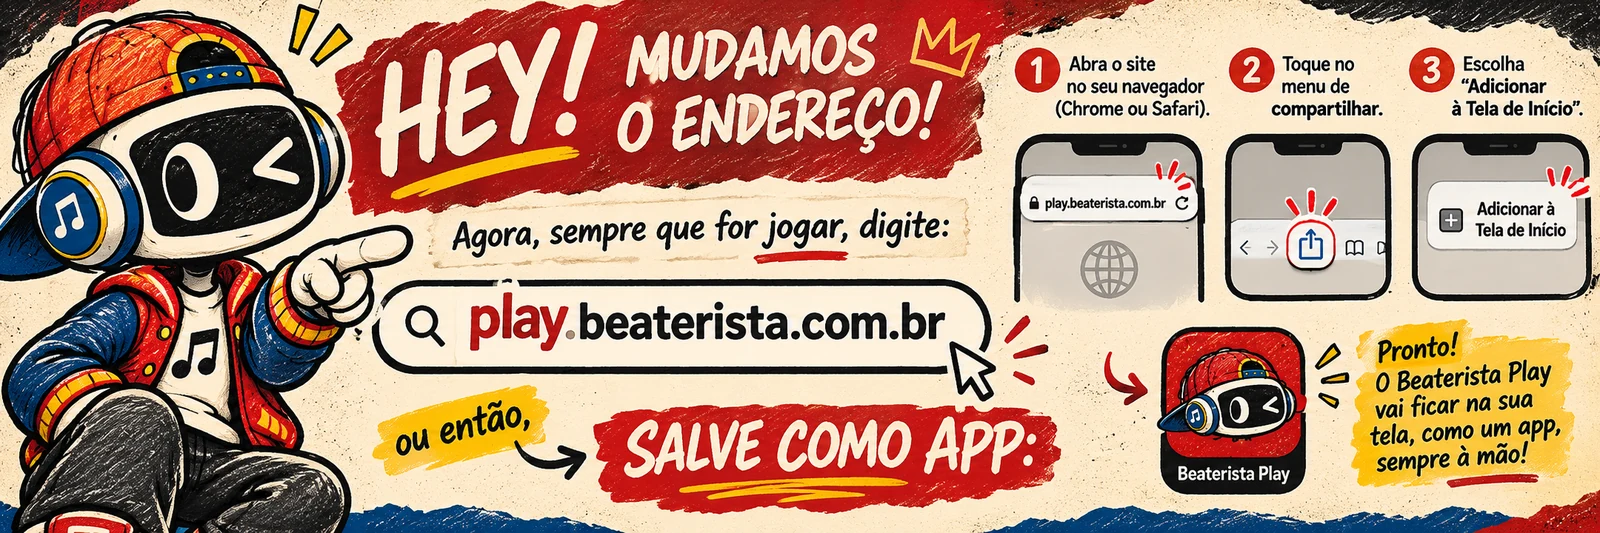 HEY!
MUDAMOS
O ENDEREÇO!
Agora, sempre que for jogar, digite:
play.beaterista.com.br
ou então,
SALVE COMO APP:
1
Abra o site
no seu navegador
(Chrome ou Safari).
play.beaterista.com.br
2
Toque no
menu de
compartilhar.
3
Escolha
“Adicionar
à Tela de Início”.
Adicionar à
Tela de Início
Beaterista Play
Pronto!
O Beaterista Play
vai ficar na sua
tela, como um app,
sempre à mão!